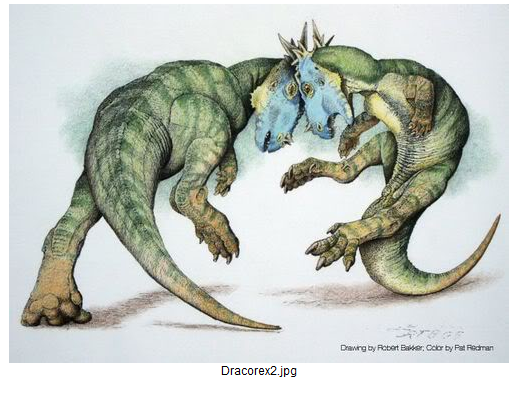 Drawing by Robert Bakker, Color by Pat Redman
Dracorex2.jpg